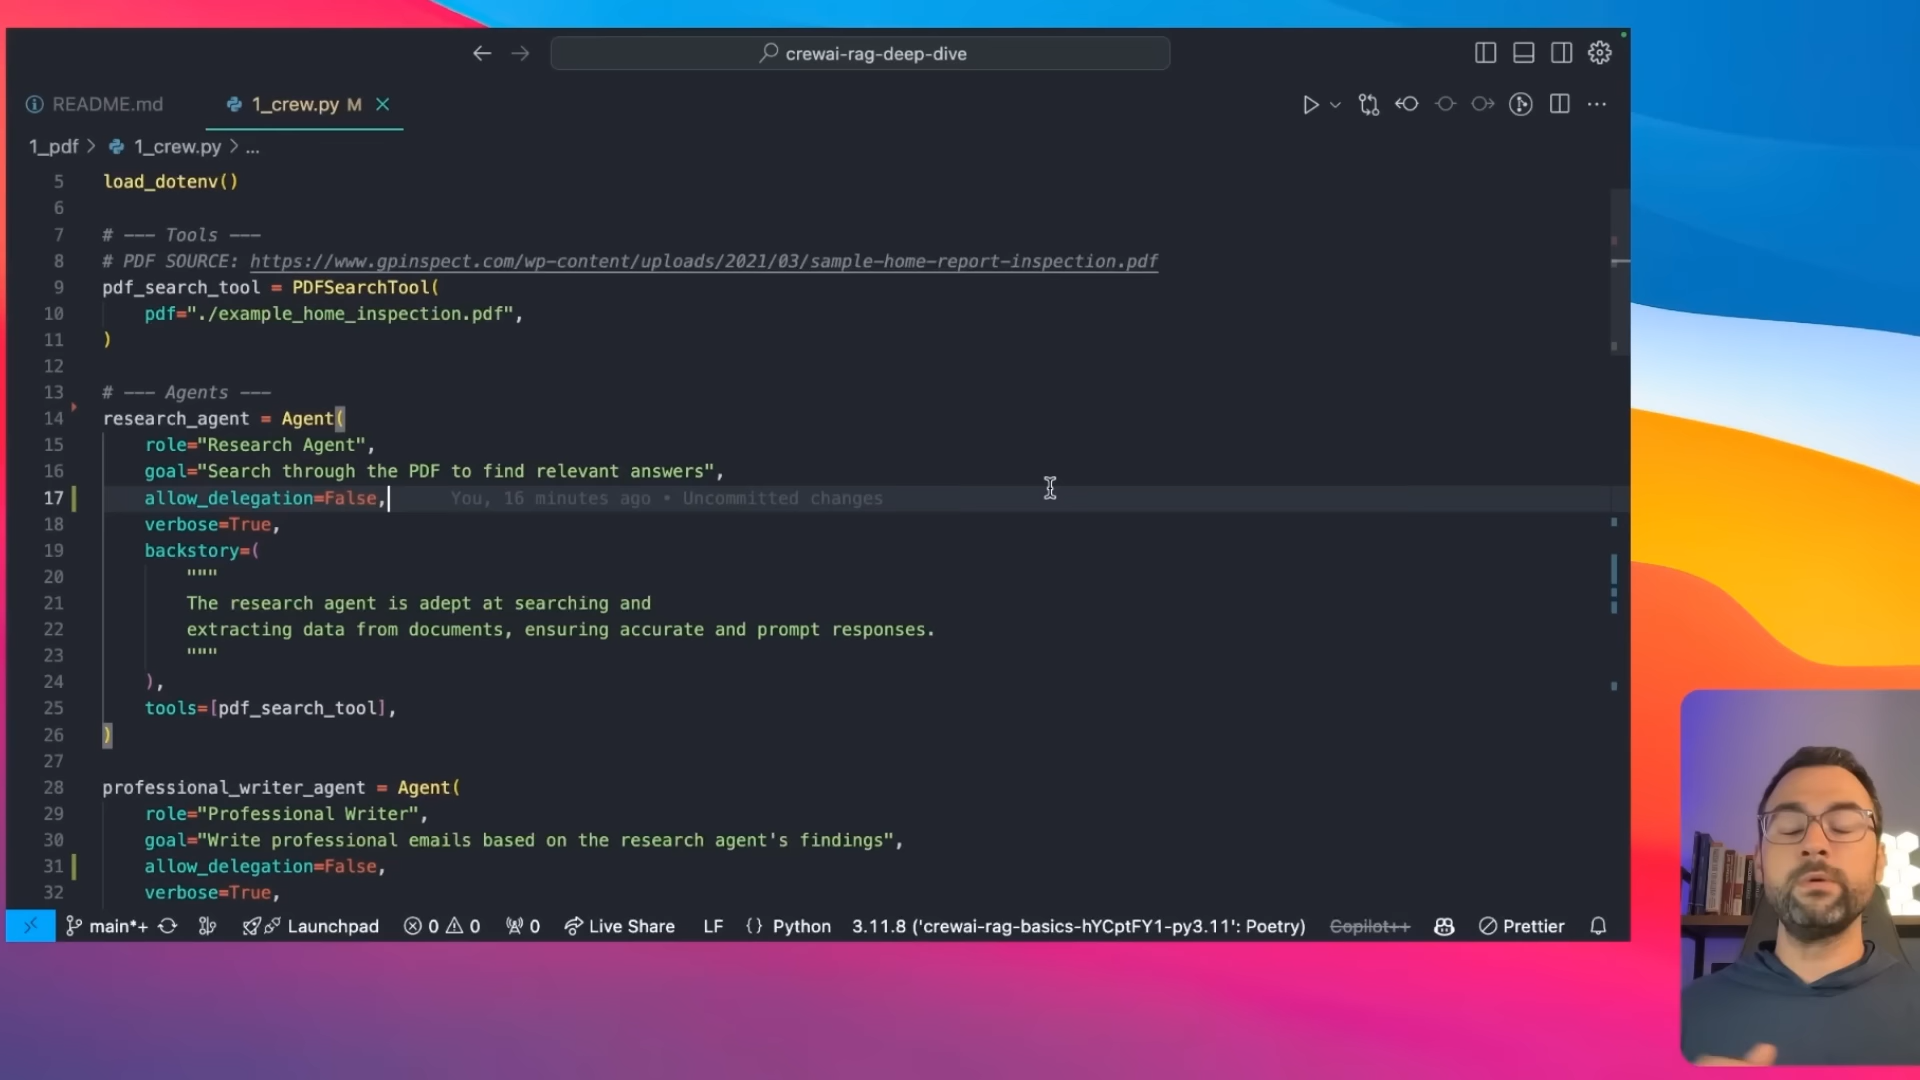 crewai-rag-deep-dive
README.md
1_crew.py M
1_pdf > 1_crew.py > ...
5 load_dotenv()
6
7 # --- Tools ---
8 # PDF SOURCE: https://www.gpinspect.com/wp-content/uploads/2021/03/sample-home-report-inspection.pdf
9 pdf_search_tool = PDFSearchTool(
10 pdf="./example_home_inspection.pdf",
11 )
12
13 # --- Agents ---
14 research_agent = Agent(
15 role="Research Agent",
16 goal="Search through the PDF to find relevant answers",
17 allow_delegation=False, You, 16 minutes ago • Uncommitted changes
18 verbose=True,
19 backstory=(
20 """
21 The research agent is adept at searching and
22 extracting data from documents, ensuring accurate and prompt responses.
23 """
24 ),
25 tools=[pdf_search_tool],
26 )
27
28 professional_writer_agent = Agent(
29 role="Professional Writer",
30 goal="Write professional emails based on the research agent's findings",
31 allow_delegation=False,
32 verbose=True,
main*+ Launchpad 0 0 0 Live Share LF {} Python 3.11.8 ('crewai-rag-basics-hYCptFY1-py3.11': Poetry) Copilot++ Prettier